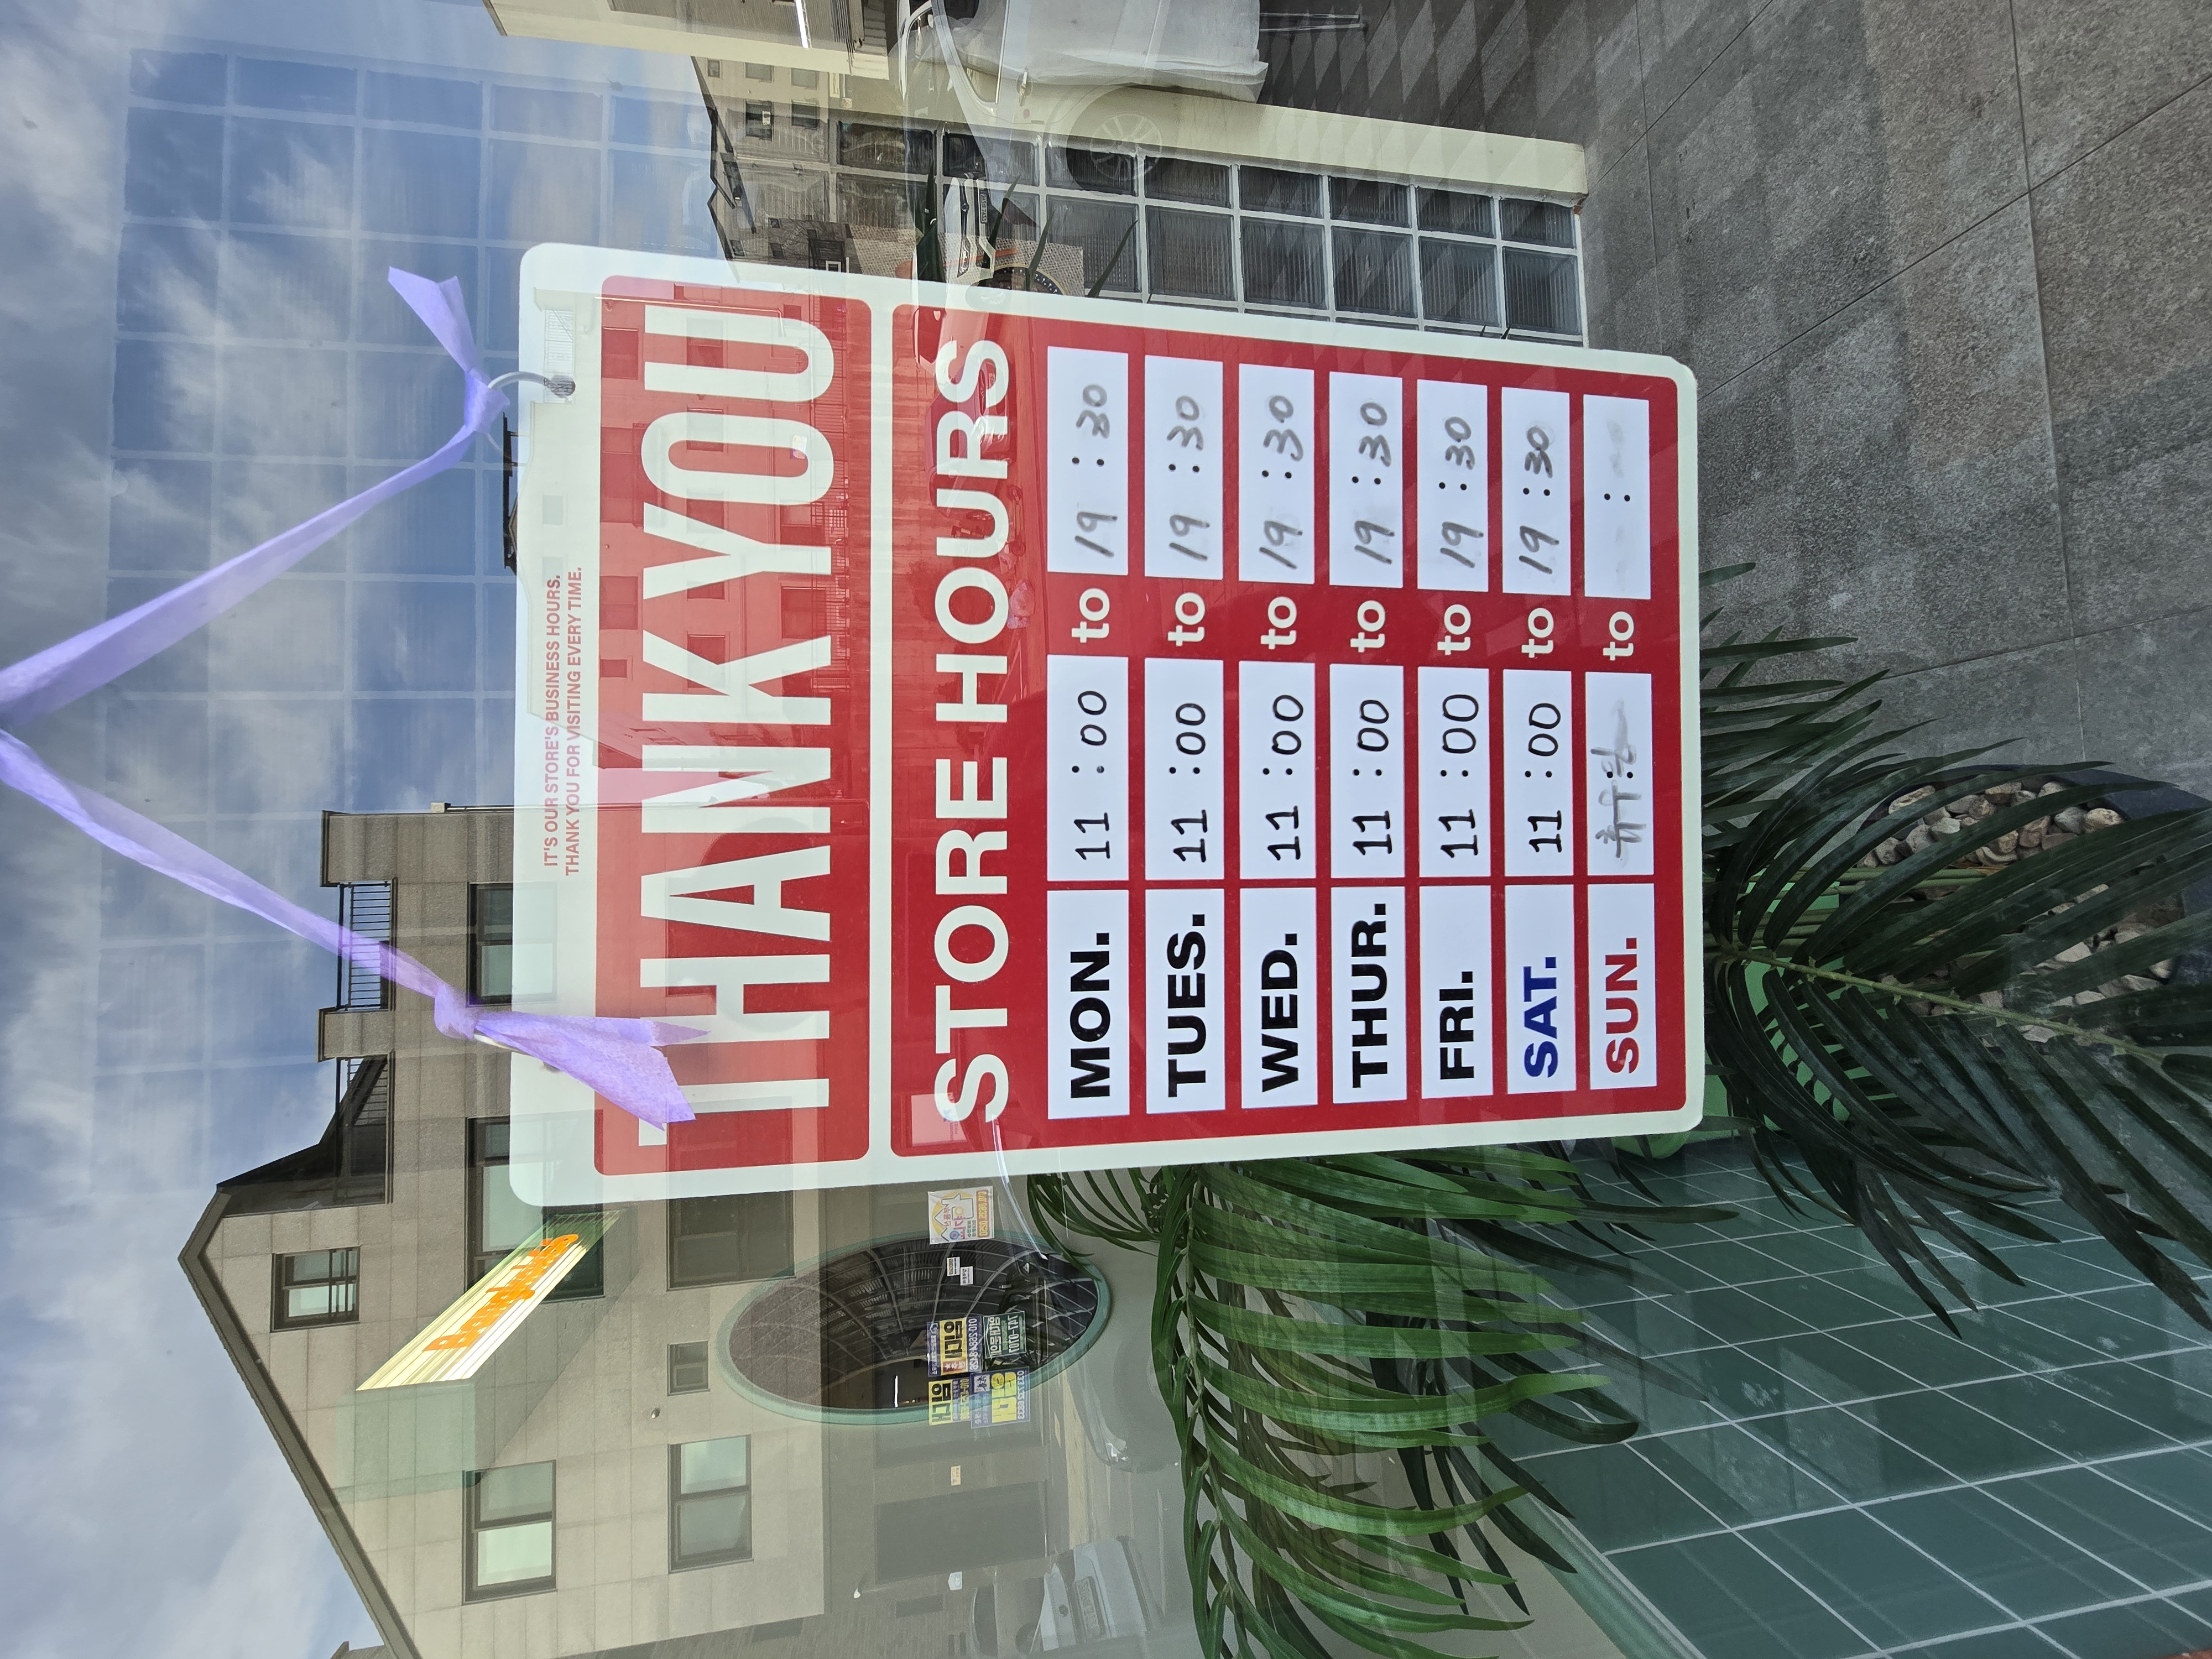 IT'S OUR STORE'S BUSINESS HOURS.
THANK YOU FOR VISITING EVERY TIME.
THANK YOU
STORE HOURS
MON. 11 : 00 to 19 : 30
TUES. 11 : 00 to 19 : 30
WED. 11 : 00 to 19 : 30
THUR. 11 : 00 to 19 : 30
FRI. 11 : 00 to 19 : 30
SAT. 11 : 00 to 19 : 30
SUN. 휴무 : to :
임대